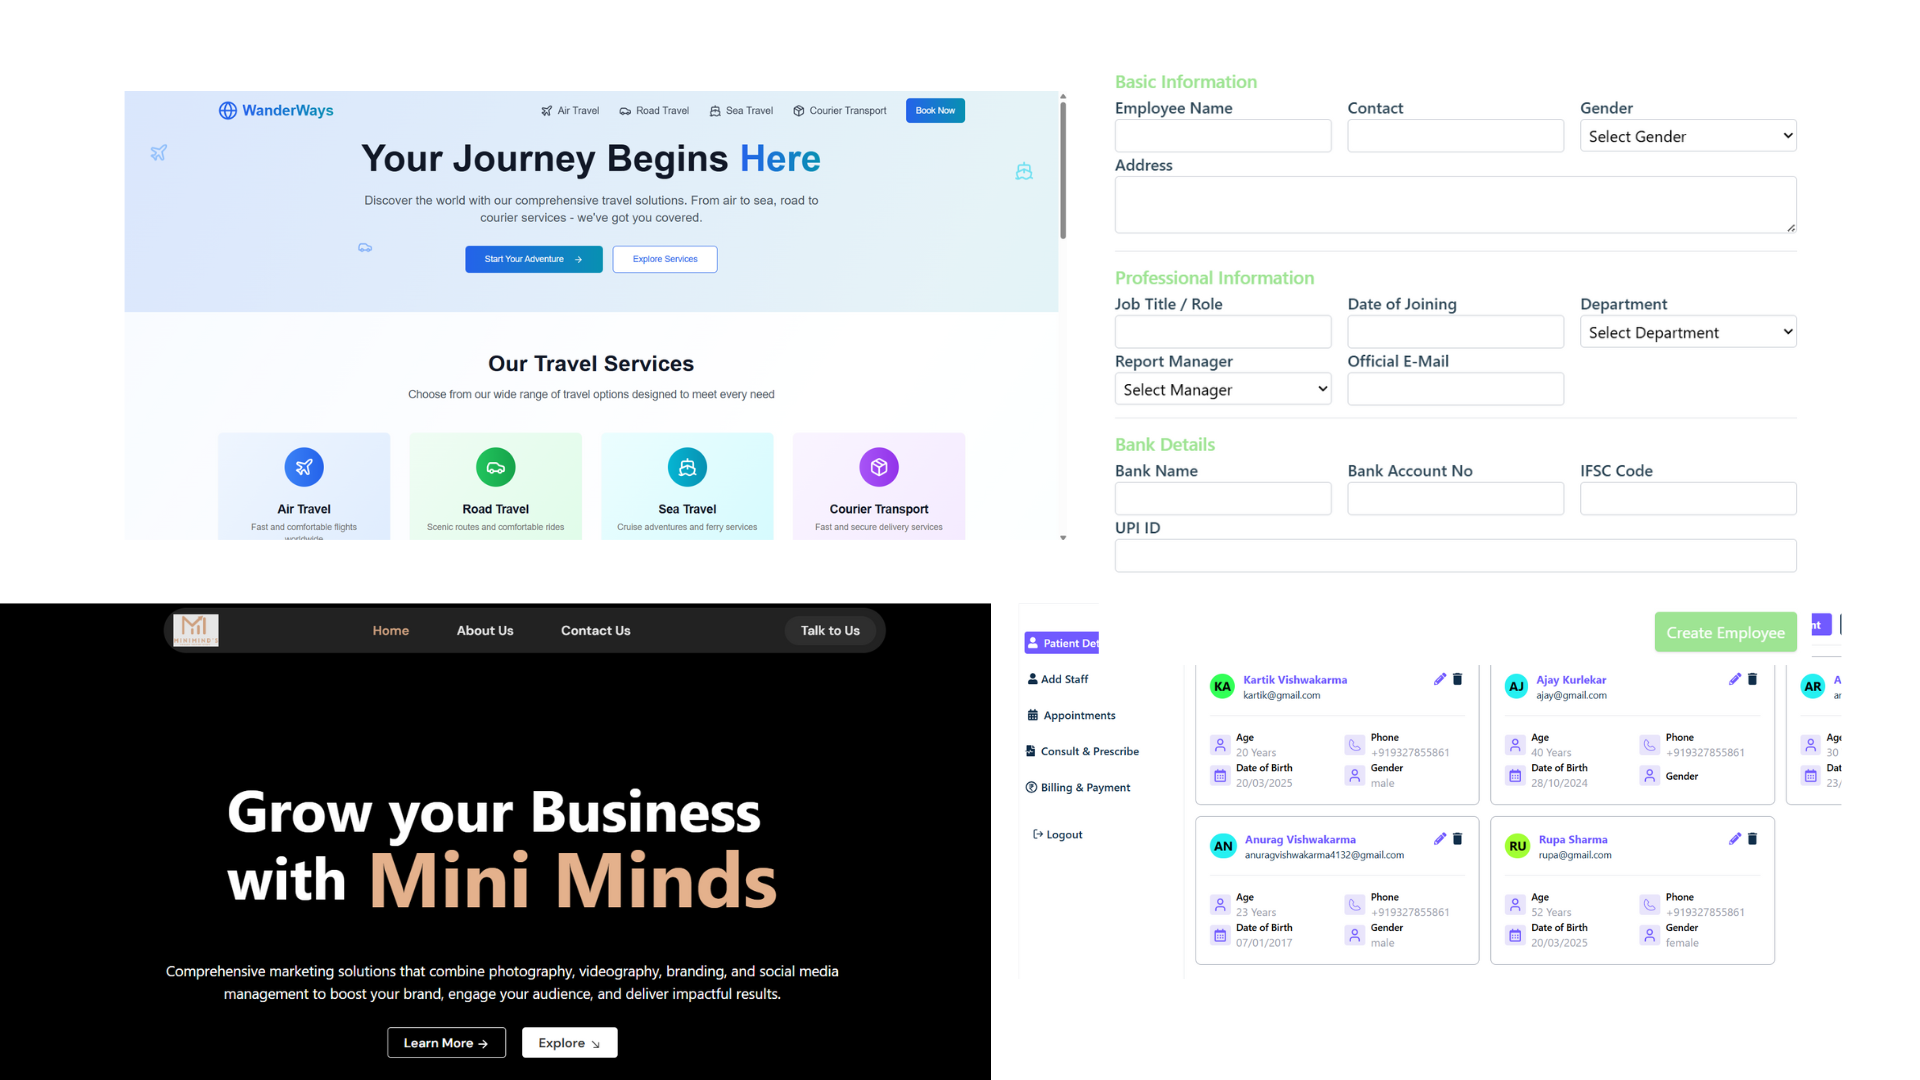 WanderWays
Air Travel
Road Travel
Sea Travel
Courier Transport
Book Now
Your Journey Begins Here
Discover the world with our comprehensive travel solutions. From air to sea, road to
courier services - we've got you covered.
Start Your Adventure →
Explore Services
Our Travel Services
Choose from our wide range of travel options designed to meet every need
Air Travel
Fast and comfortable flights
worldwide
Road Travel
Scenic routes and comfortable rides
Sea Travel
Cruise adventures and ferry services
Courier Transport
Fast and secure delivery services
Basic Information
Employee Name
Contact
Gender
Select Gender
Address
Professional Information
Job Title / Role
Date of Joining
Department
Select Department
Report Manager
Official E-Mail
Select Manager
Bank Details
Bank Name
Bank Account No
IFSC Code
UPI ID
MINIMIND'S
Home
About Us
Contact Us
Talk to Us
Grow your Business
with Mini Minds
Comprehensive marketing solutions that combine photography, videography, branding, and social media
management to boost your brand, engage your audience, and deliver impactful results.
Learn More →
Explore ↘
Patient Det
Add Staff
Appointments
Consult & Prescribe
Billing & Payment
Logout
Create Employee
nt
KA
Kartik Vishwakarma
kartik@gmail.com
Age
20 Years
Phone
+919327855861
Date of Birth
20/03/2025
Gender
male
AJ
Ajay Kurlekar
ajay@gmail.com
Age
40 Years
Phone
+919327855861
Date of Birth
28/10/2024
Gender
AR
A
ar
Age
30
Dat
23/
AN
Anurag Vishwakarma
anuragvishwakarma4132@gmail.com
Age
23 Years
Phone
+919327855861
Date of Birth
07/01/2017
Gender
male
RU
Rupa Sharma
rupa@gmail.com
Age
52 Years
Phone
+919327855861
Date of Birth
20/03/2025
Gender
female